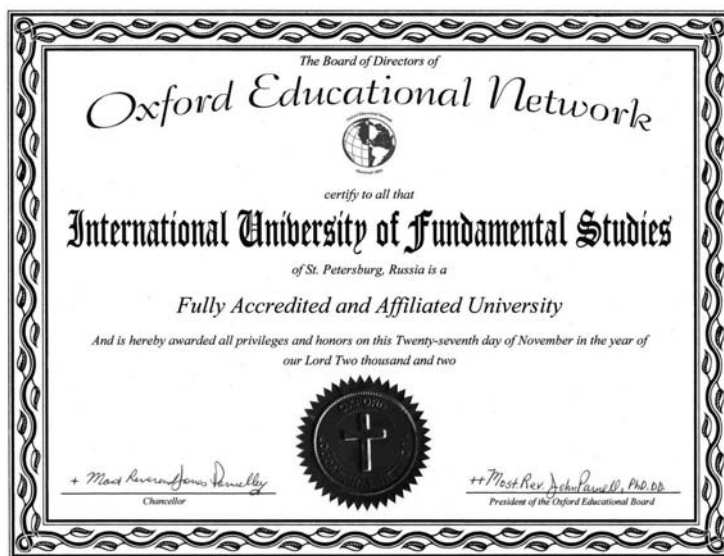 The Board of Directors of
Oxford Educational Network
certify to all that
International University of Fundamental Studies
of St. Petersburg, Russia is a
Fully Accredited and Affiliated University
And is hereby awarded all privileges and honors on this Twenty-seventh day of November in the year of
our Lord Two thousand and two
OXFORD
+ Most Reverend
++Most. Rev. John Parnell, PhD. DD.
Chancellor
President of the Oxford Educational Board